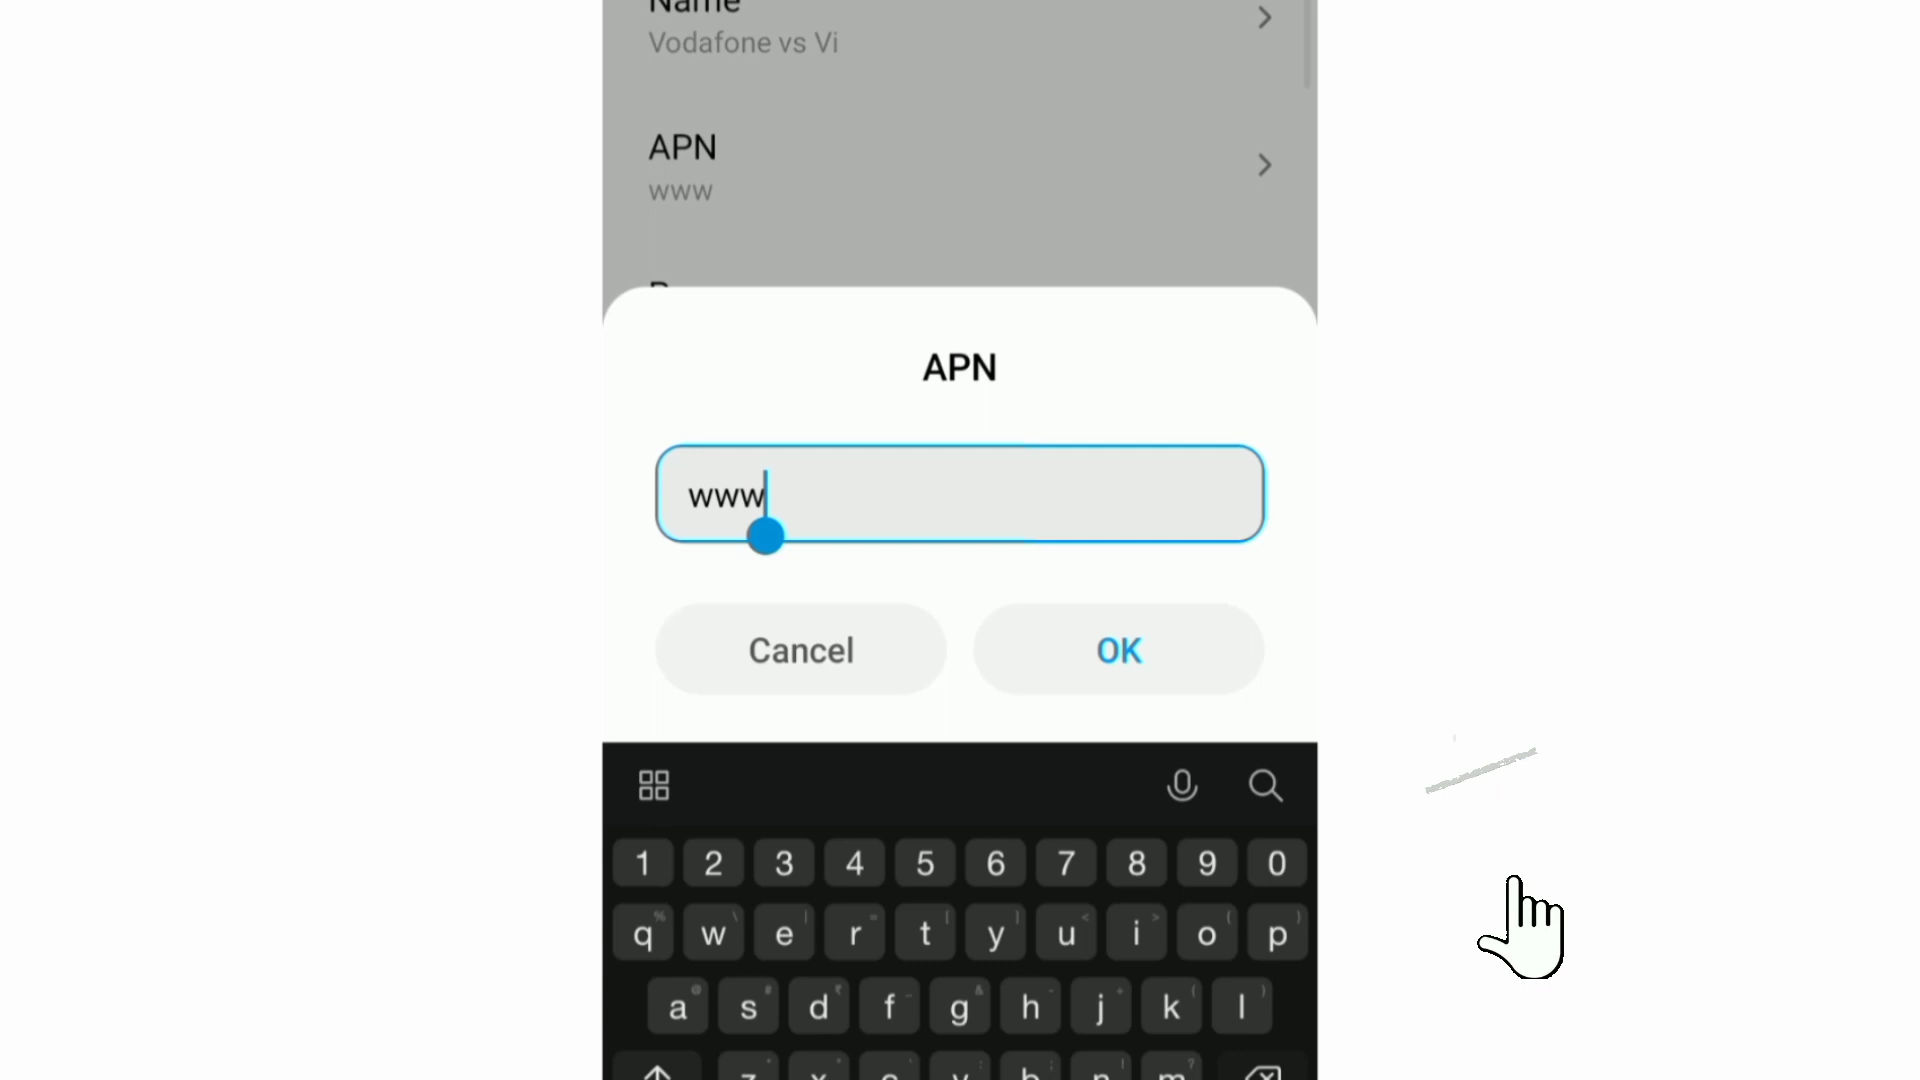 Name
Vodafone vs Vi
APN
www
APN
www
Cancel
OK
1 2 3 4 5 6 7 8 9 0
q w e r t y u i o p
a s d f g h j k l
z x c v b n m